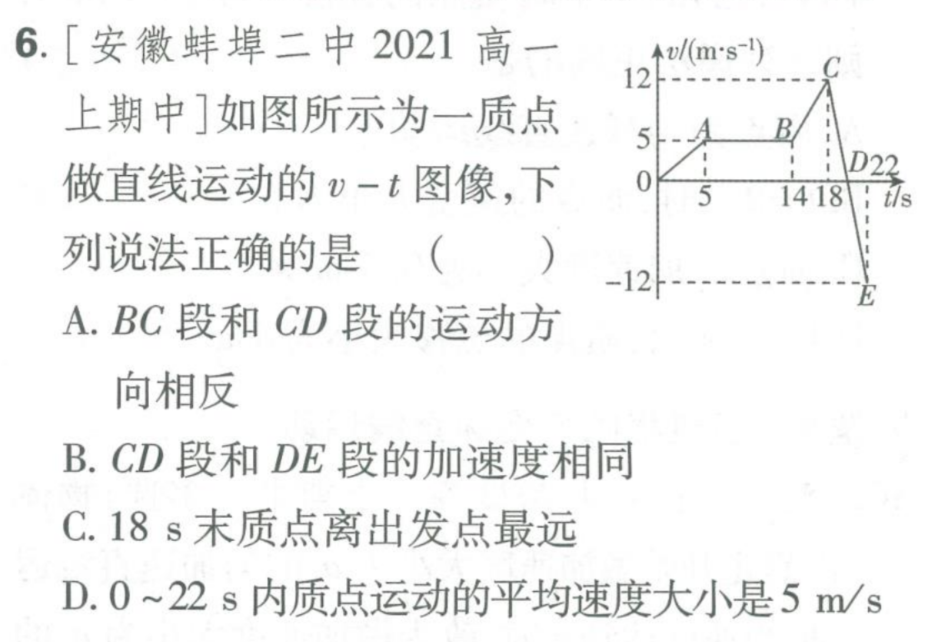 6. [安徽蚌埠二中 2021 高一
上期中]如图所示为一质点
做直线运动的 v-t 图像,下
列说法正确的是 ( )
A. BC 段和 CD 段的运动方
向相反
B. CD 段和 DE 段的加速度相同
C. 18 s 末质点离出发点最远
D. 0~22 s 内质点运动的平均速度大小是 5 m/s
v/(m·s⁻¹)
12
C
5
A
B
D
22
0
5
14
18
t/s
-12
E